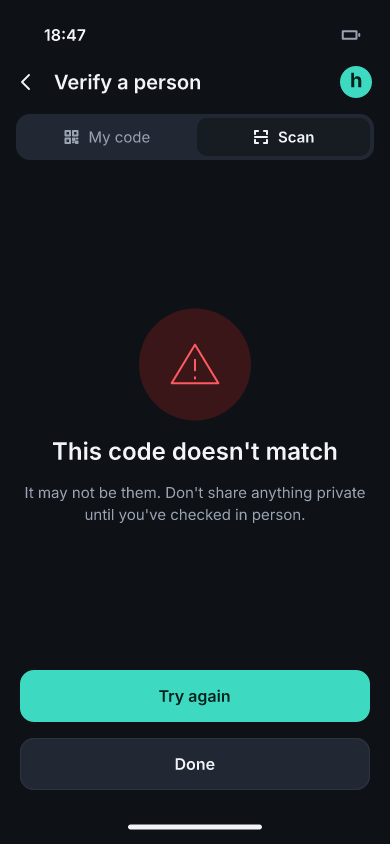 18:47
Verify a person
h
My code
Scan
This code doesn't match
It may not be them. Don't share anything private
until you've checked in person.
Try again
Done